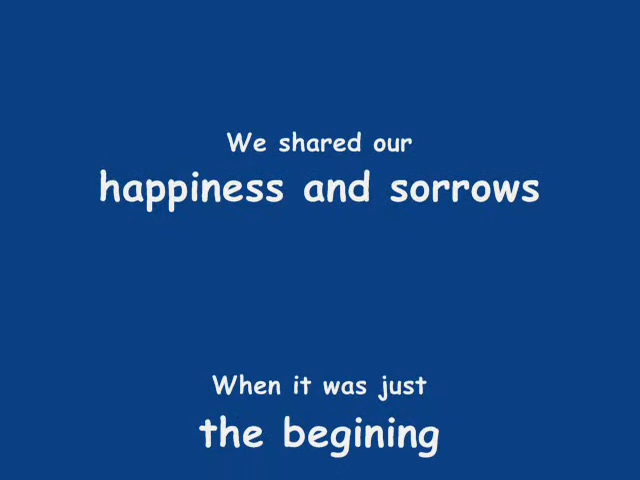 We shared our
happiness and sorrows
When it was just
the begining